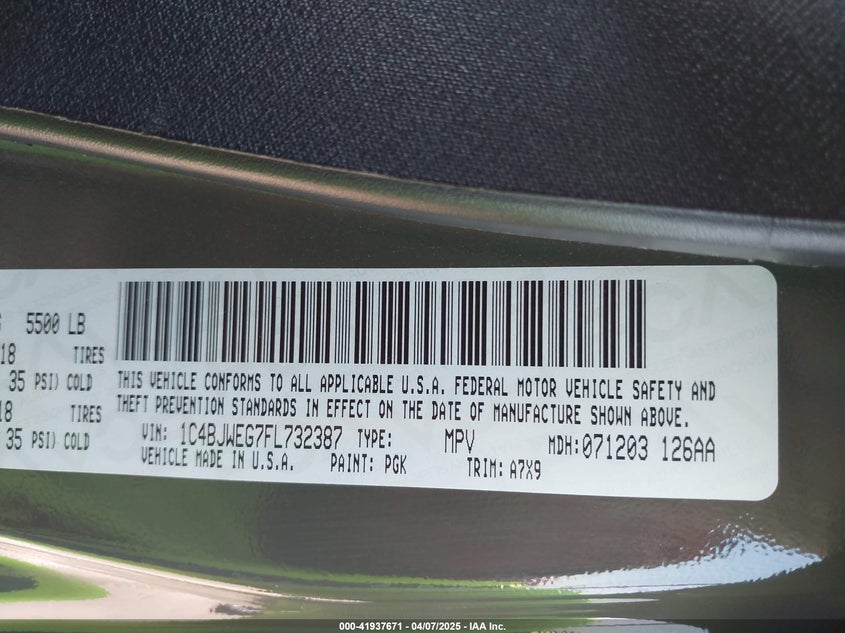 G 5500 LB
18 TIRES
35 PSI) COLD
18 TIRES
35 PSI) COLD
THIS VEHICLE CONFORMS TO ALL APPLICABLE U.S.A. FEDERAL MOTOR VEHICLE SAFETY AND
THEFT PREVENTION STANDARDS IN EFFECT ON THE DATE OF MANUFACTURE SHOWN ABOVE.
VIN: 1C4BJWEG7FL732387 TYPE: MPV MDH:071203 126AA
VEHICLE MADE IN U.S.A. PAINT: PGK TRIM: A7X9
000-41937671 - 04/07/2025 - IAA Inc.